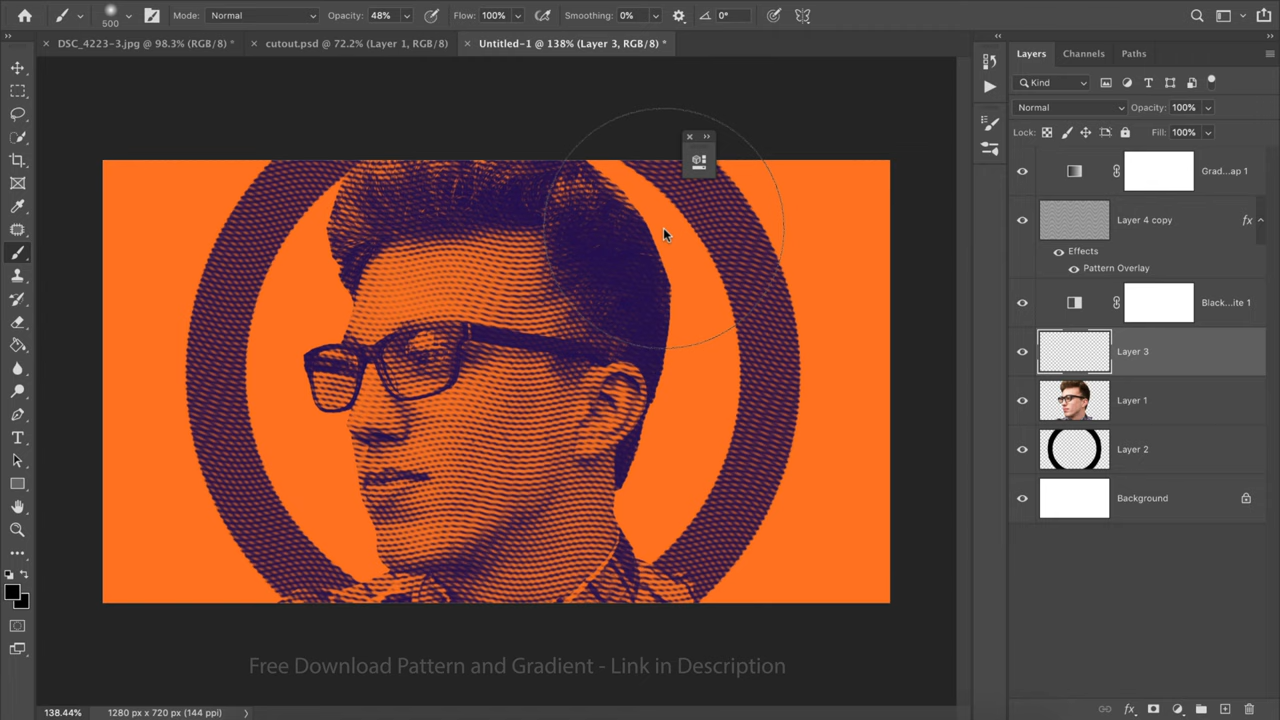 500
Mode: Normal
Opacity: 48%
Flow: 100%
Smoothing: 0%
0°
DSC_4223-3.jpg @ 98.3% (RGB/8) *
cutout.psd @ 72.2% (Layer 1, RGB/8)
Untitled-1 @ 138% (Layer 3, RGB/8) *
Layers
Channels
Paths
Kind
Normal
Opacity: 100%
Lock:
Fill: 100%
Grad...ap 1
Layer 4 copy
fx
Effects
Pattern Overlay
Black...ite 1
Layer 3
Layer 1
Layer 2
Background
Free Download Pattern and Gradient - Link in Description
138.44%
1280 px x 720 px (144 ppi)
fx